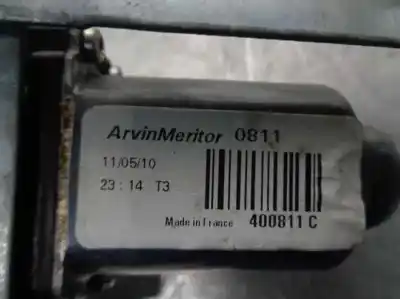 ArvinMeritor 0811
11/05/10
23:14 T3
Made in France 400811 C